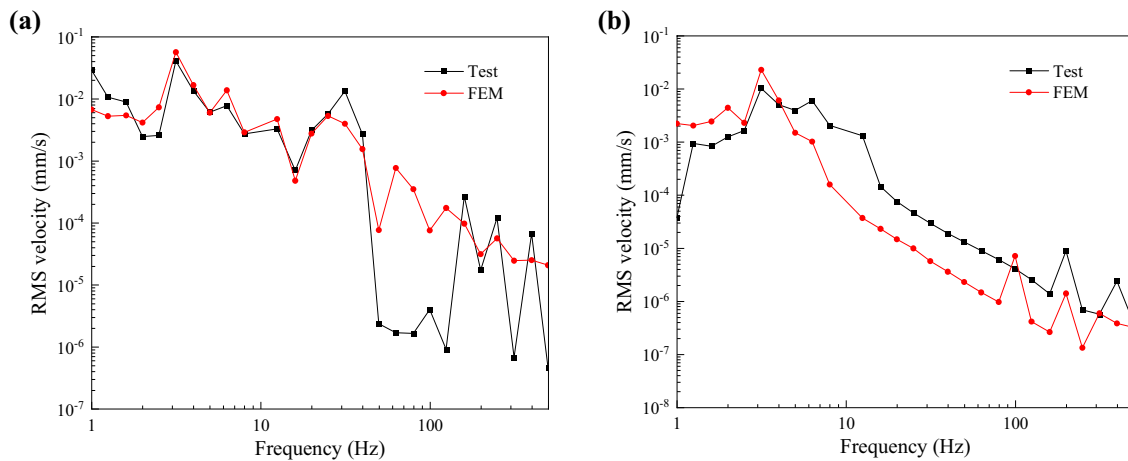 (a)
RMS velocity (mm/s)
10⁻¹
10⁻²
10⁻³
10⁻⁴
10⁻⁵
10⁻⁶
10⁻⁷
Test
FEM
1
10
100
Frequency (Hz)
(b)
RMS velocity (mm/s)
10⁻¹
10⁻²
10⁻³
10⁻⁴
10⁻⁵
10⁻⁶
10⁻⁷
10⁻⁸
Test
FEM
1
10
100
Frequency (Hz)